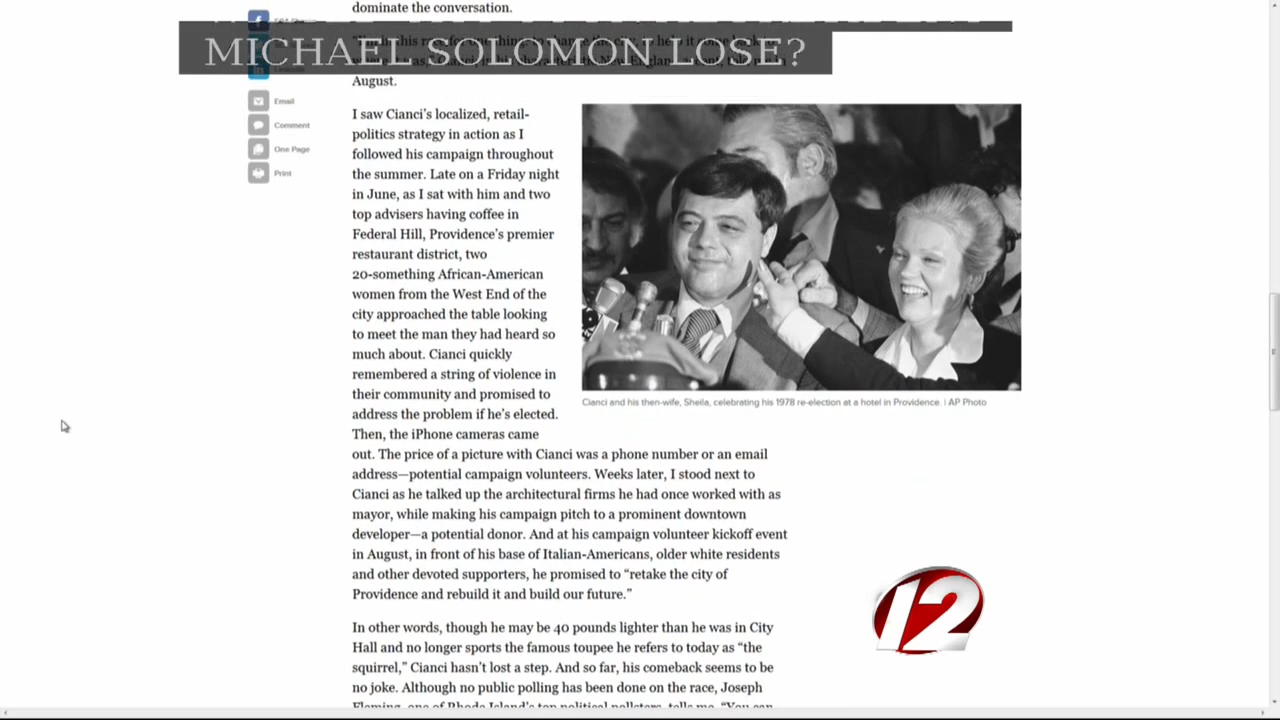 dominate the conversation.
MICHAEL SOLOMON LOSE?
August.
Email
Comment
One Page
Print
I saw Cianci’s localized, retail-
politics strategy in action as I
followed his campaign throughout
the summer. Late on a Friday night
in June, as I sat with him and two
top advisers having coffee in
Federal Hill, Providence’s premier
restaurant district, two
20-something African-American
women from the West End of the
city approached the table looking
to meet the man they had heard so
much about. Cianci quickly
remembered a string of violence in
their community and promised to
address the problem if he’s elected.
Then, the iPhone cameras came
out. The price of a picture with Cianci was a phone number or an email
address—potential campaign volunteers. Weeks later, I stood next to
Cianci as he talked up the architectural firms he had once worked with as
mayor, while making his campaign pitch to a prominent downtown
developer—a potential donor. And at his campaign volunteer kickoff event
in August, in front of his base of Italian-Americans, older white residents
and other devoted supporters, he promised to “retake the city of
Providence and rebuild it and build our future.”
Cianci and his then-wife, Sheila, celebrating his 1978 re-election at a hotel in Providence. | AP Photo
12
In other words, though he may be 40 pounds lighter than he was in City
Hall and no longer sports the famous toupee he refers to today as “the
squirrel,” Cianci hasn’t lost a step. And so far, his comeback seems to be
no joke. Although no public polling has been done on the race, Joseph
Fleming, one of Rhode Island’s top political pollsters, tells me, “You can